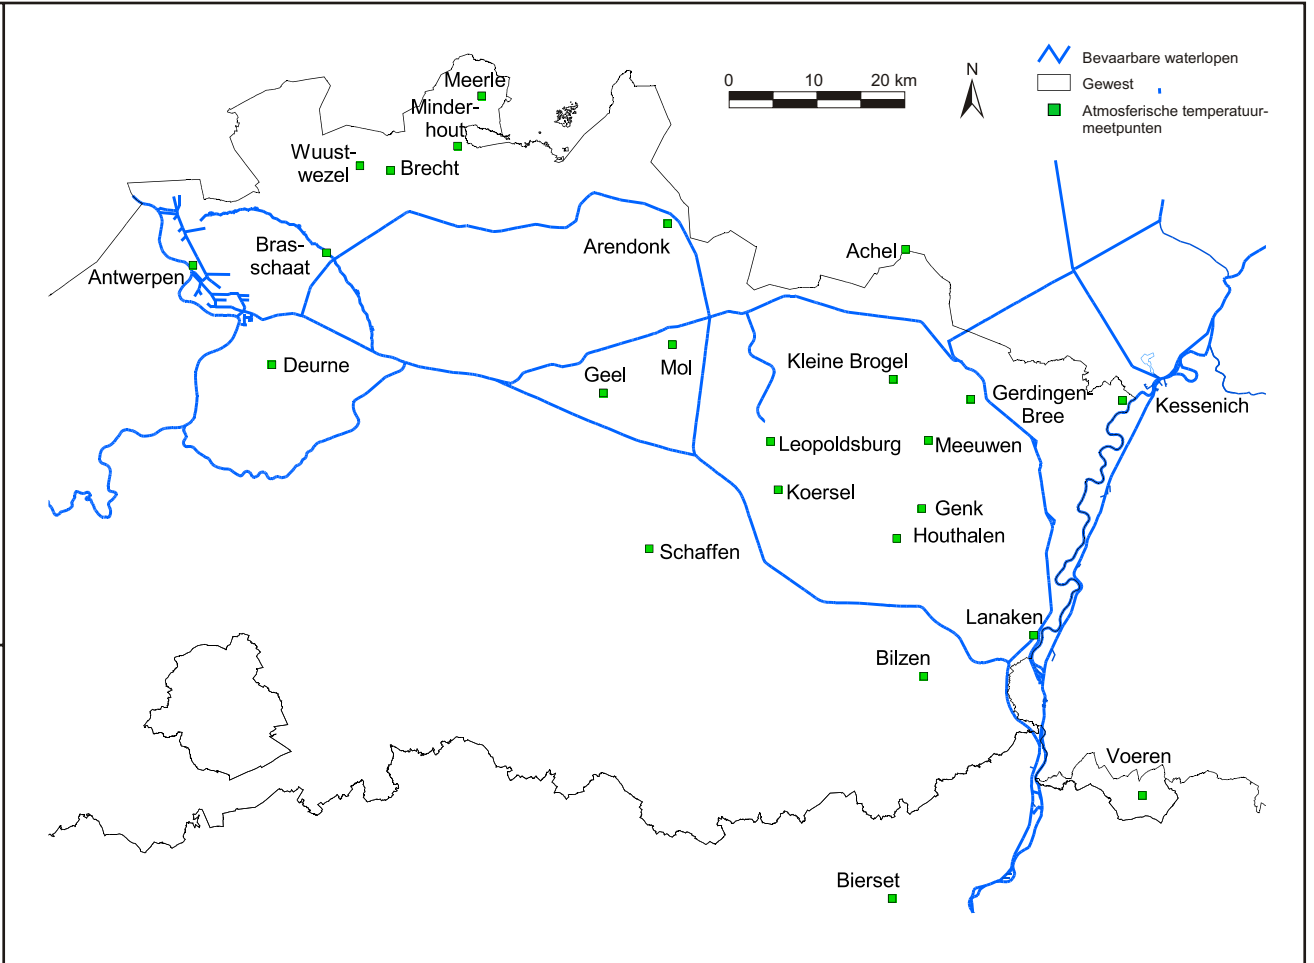 Meerle
Minder-
hout
Wuust-
wezel
Brecht
0 10 20 km
N
Bevaarbare waterlopen
Gewest
Atmosferische temperatuur-
meetpunten
Bras-
schaat
Antwerpen
Arendonk
Achel
Deurne
Geel
Mol
Kleine Brogel
Gerdingen-
Bree
Kessenich
Leopoldsburg
Meeuwen
Koersel
Genk
Houthalen
Schaffen
Lanaken
Bilzen
Voeren
Bierset